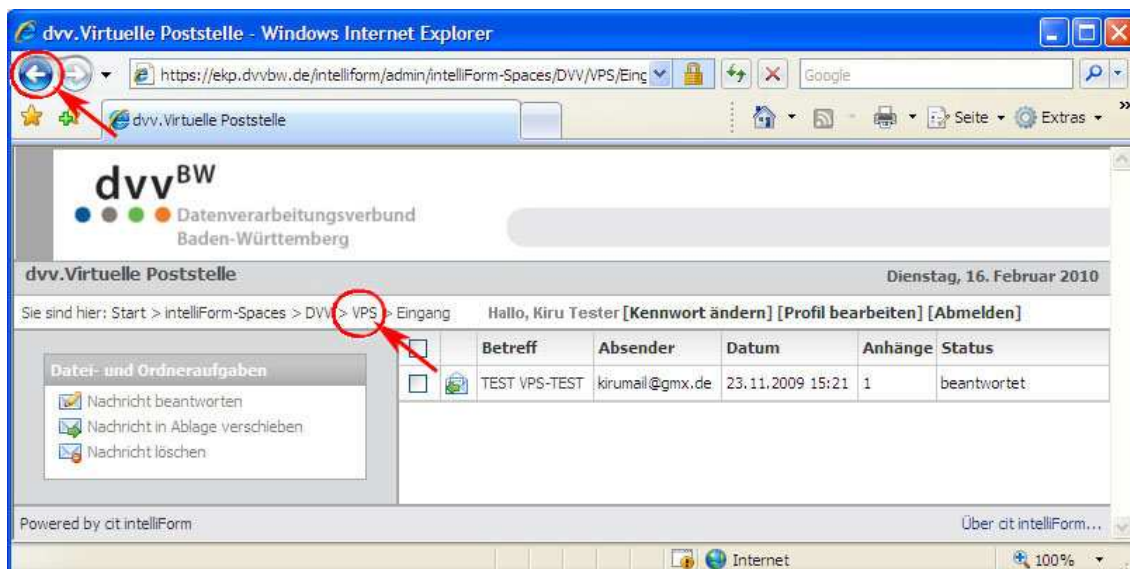 dvv.Virtuelle Poststelle - Windows Internet Explorer
https://ekp.dvvbw.de/intelliform/admin/intelliForm-Spaces/DVV/VPS/Eing
Google
dvv.Virtuelle Poststelle
Seite
Extras
dvv BW
Datenverarbeitungsverbund
Baden-Württemberg
dvv.Virtuelle Poststelle Dienstag, 16. Februar 2010
Sie sind hier: Start > intelliForm-Spaces > DVV > VPS > Eingang Hallo, Kiru Tester [Kennwort ändern] [Profil bearbeiten] [Abmelden]
Betreff Absender Datum Anhänge Status
TEST VPS-TEST kirumail@gmx.de 23.11.2009 15:21 1 beantwortet
Datei- und Ordneraufgaben
Nachricht beantworten
Nachricht in Ablage verschieben
Nachricht löschen
Powered by cit intelliForm Über cit intelliForm...
Internet 100%